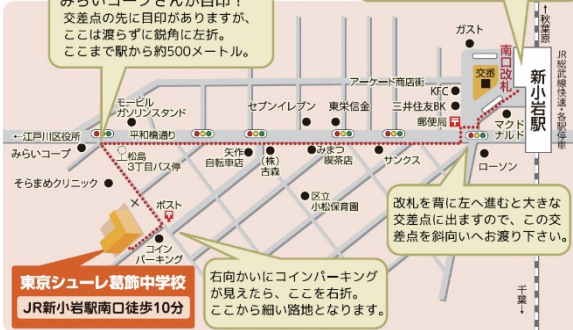 みらいコープさんが目印！
交差点の先に目印がありますが、
ここは渡らずに鋭角に左折。
ここまで駅から約500メートル。
↑秋葉原
JR総武線快速・各駅停車
新小岩駅
南口改札
ガスト
交番
アーケード商店街
KFC
三井住友BK
郵便局
マクドナルド
モービル
ガソリンスタンド
セブンイレブン
東栄信金
←江戸川区役所
平和橋通り
みらいコープ
松島
3丁目バス停
矢作
自転車店
(株)
古森
みまつ
喫茶店
サンクス
ローソン
そらまめクリニック
ポスト
区立
小松保育園
コイン
パーキング
改札を背に左へ進むと大きな
交差点に出ますので、この交
差点を斜向いへお渡り下さい。
右向かいにコインパーキング
が見えたら、ここを右折。
ここから細い路地となります。
東京シューレ葛飾中学校
JR新小岩駅南口徒歩10分
千葉↓